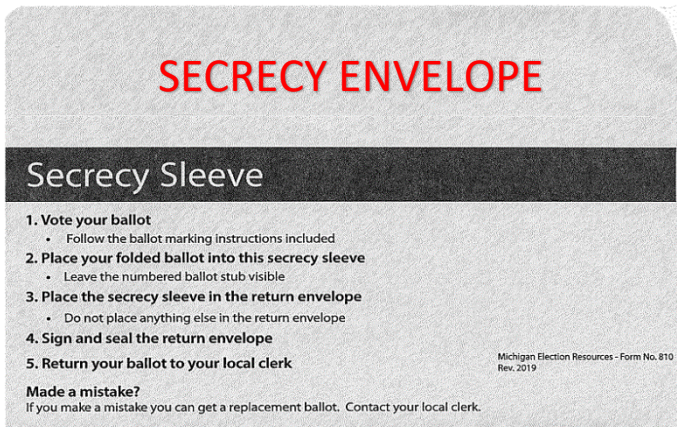 SECRECY ENVELOPE
Secrecy Sleeve
1. Vote your ballot
• Follow the ballot marking instructions included
2. Place your folded ballot into this secrecy sleeve
• Leave the numbered ballot stub visible
3. Place the secrecy sleeve in the return envelope
• Do not place anything else in the return envelope
4. Sign and seal the return envelope
5. Return your ballot to your local clerk
Michigan Election Resources - Form No. 810
Rev. 2019
Made a mistake?
If you make a mistake you can get a replacement ballot. Contact your local clerk.